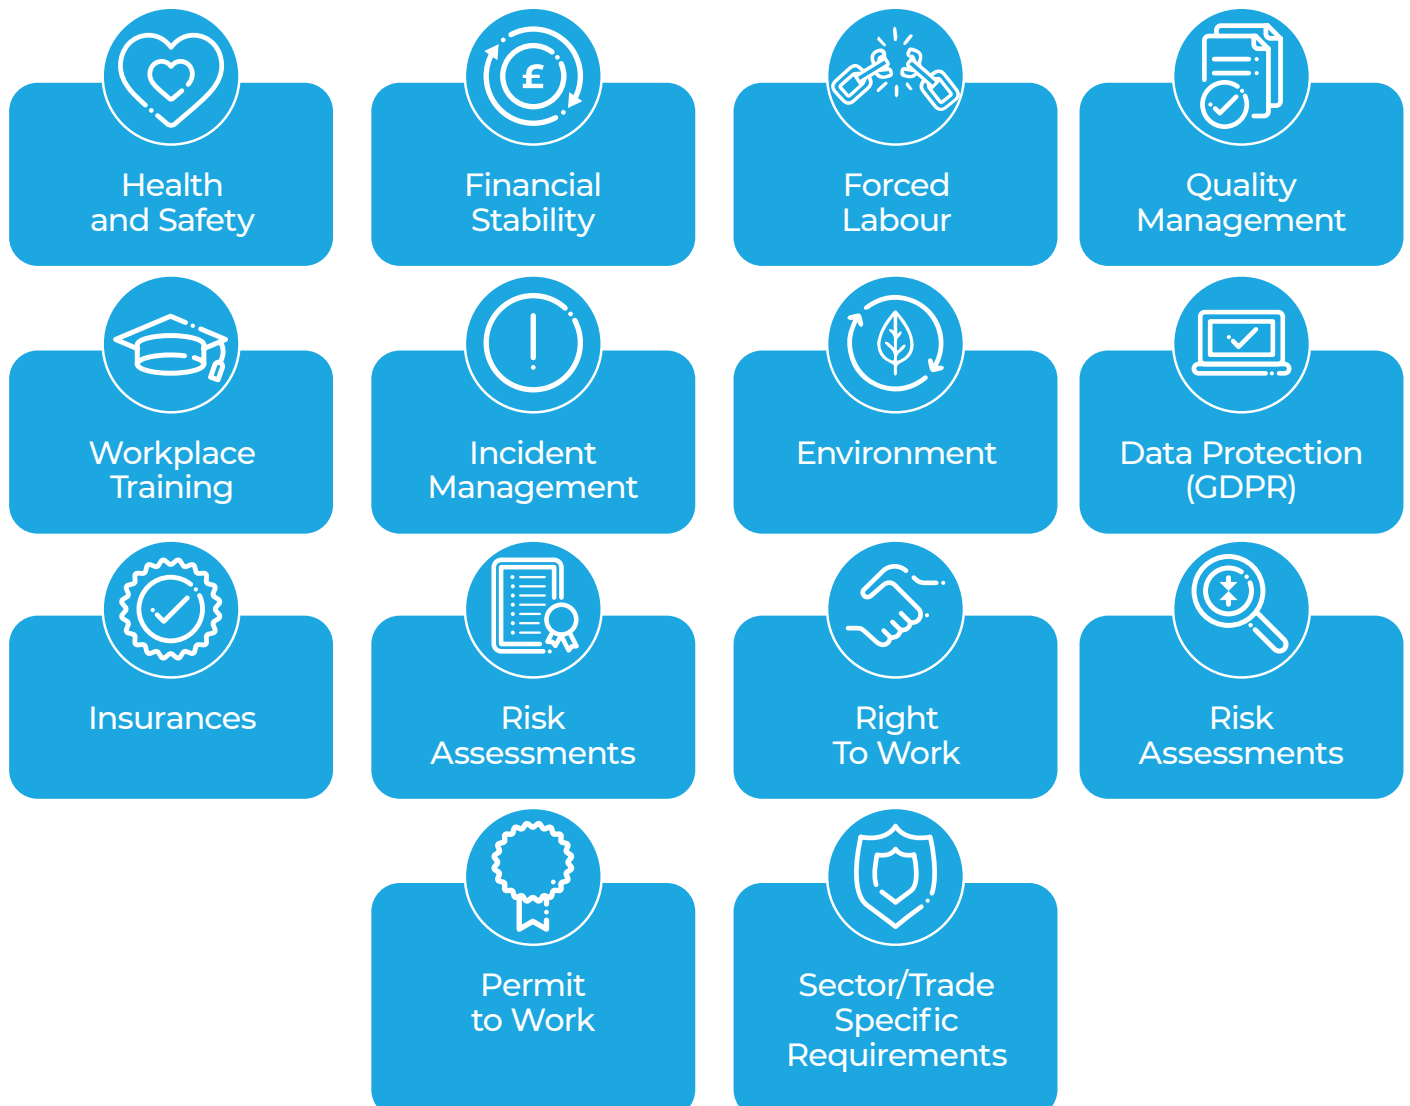 £
Health
and Safety
Financial
Stability
Forced
Labour
Quality
Management
Workplace
Training
Incident
Management
Environment
Data Protection
(GDPR)
Insurances
Risk
Assessments
Right
To Work
Risk
Assessments
Permit
to Work
Sector/Trade
Specific
Requirements